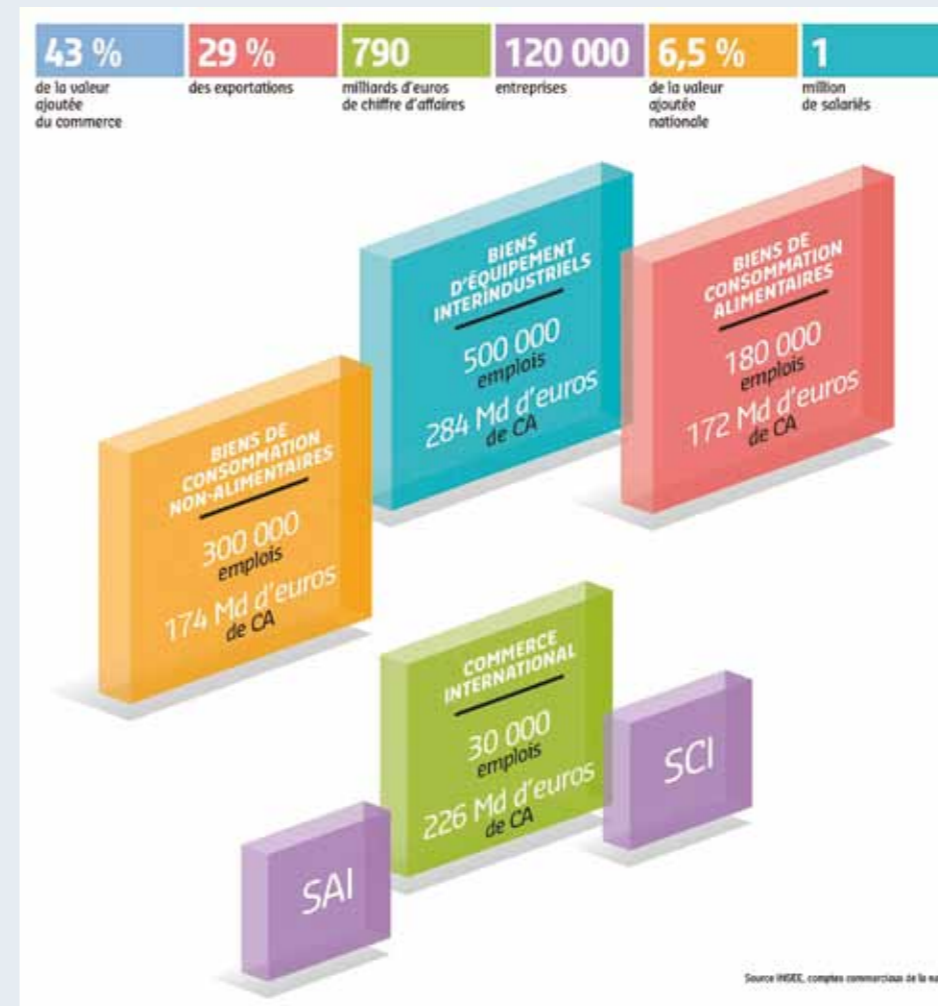 43 %
de la valeur
ajoutée
du commerce
29 %
des exportations
790
milliards d'euros
de chiffre d'affaires
120 000
entreprises
6,5 %
de la valeur
ajoutée
nationale
1
million
de salariés
BIENS
D'ÉQUIPEMENT
INTERINDUSTRIELS
500 000
emplois
284 Md d'euros
de CA
BIENS DE
CONSOMMATION
ALIMENTAIRES
180 000
emplois
172 Md d'euros
de CA
BIENS DE
CONSOMMATION
NON-ALIMENTAIRES
300 000
emplois
174 Md d'euros
de CA
COMMERCE
INTERNATIONAL
30 000
emplois
226 Md d'euros
de CA
SCI
SAI
Source INSEE, comptes commerciaux de la na